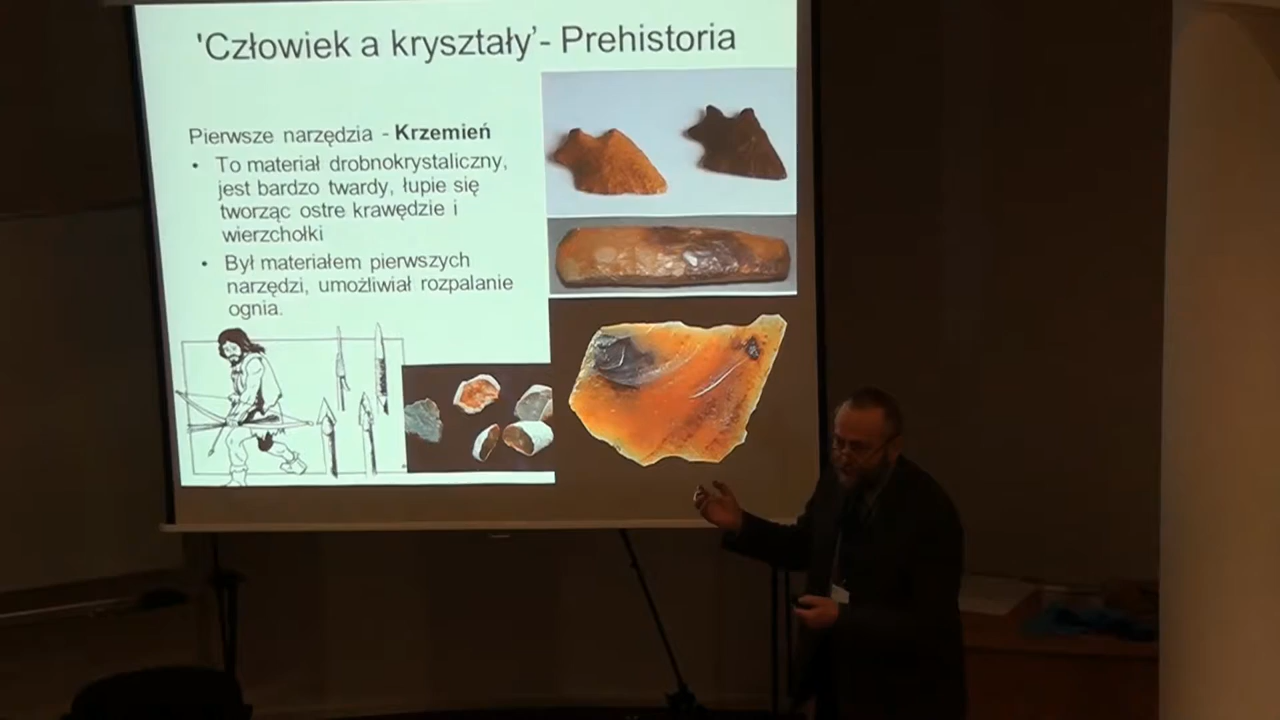 'Człowiek a kryształy'- Prehistoria
Pierwsze narzędzia - Krzemień
• To materiał drobnokrystaliczny,
jest bardzo twardy, łupie się
tworząc ostre krawędzie i
wierzchołki
• Był materiałem pierwszych
narzędzi, umożliwiał rozpalanie
ognia.